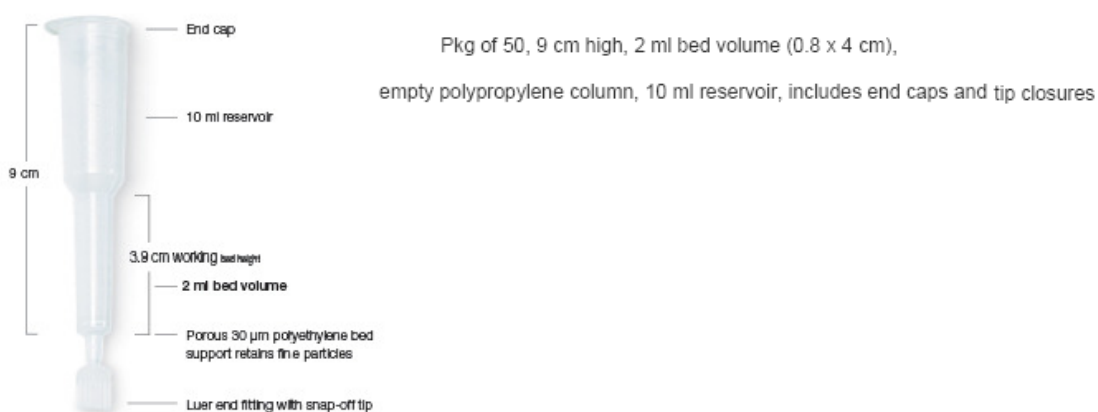 End cap
Pkg of 50, 9 cm high, 2 ml bed volume (0.8 x 4 cm),
empty polypropylene column, 10 ml reservoir, includes end caps and tip closures
10 ml reservoir
9 cm
3.9 cm working bed height
2 ml bed volume
Porous 30 µm polyethylene bed
support retains fine particles
Luer end fitting with snap-off tip